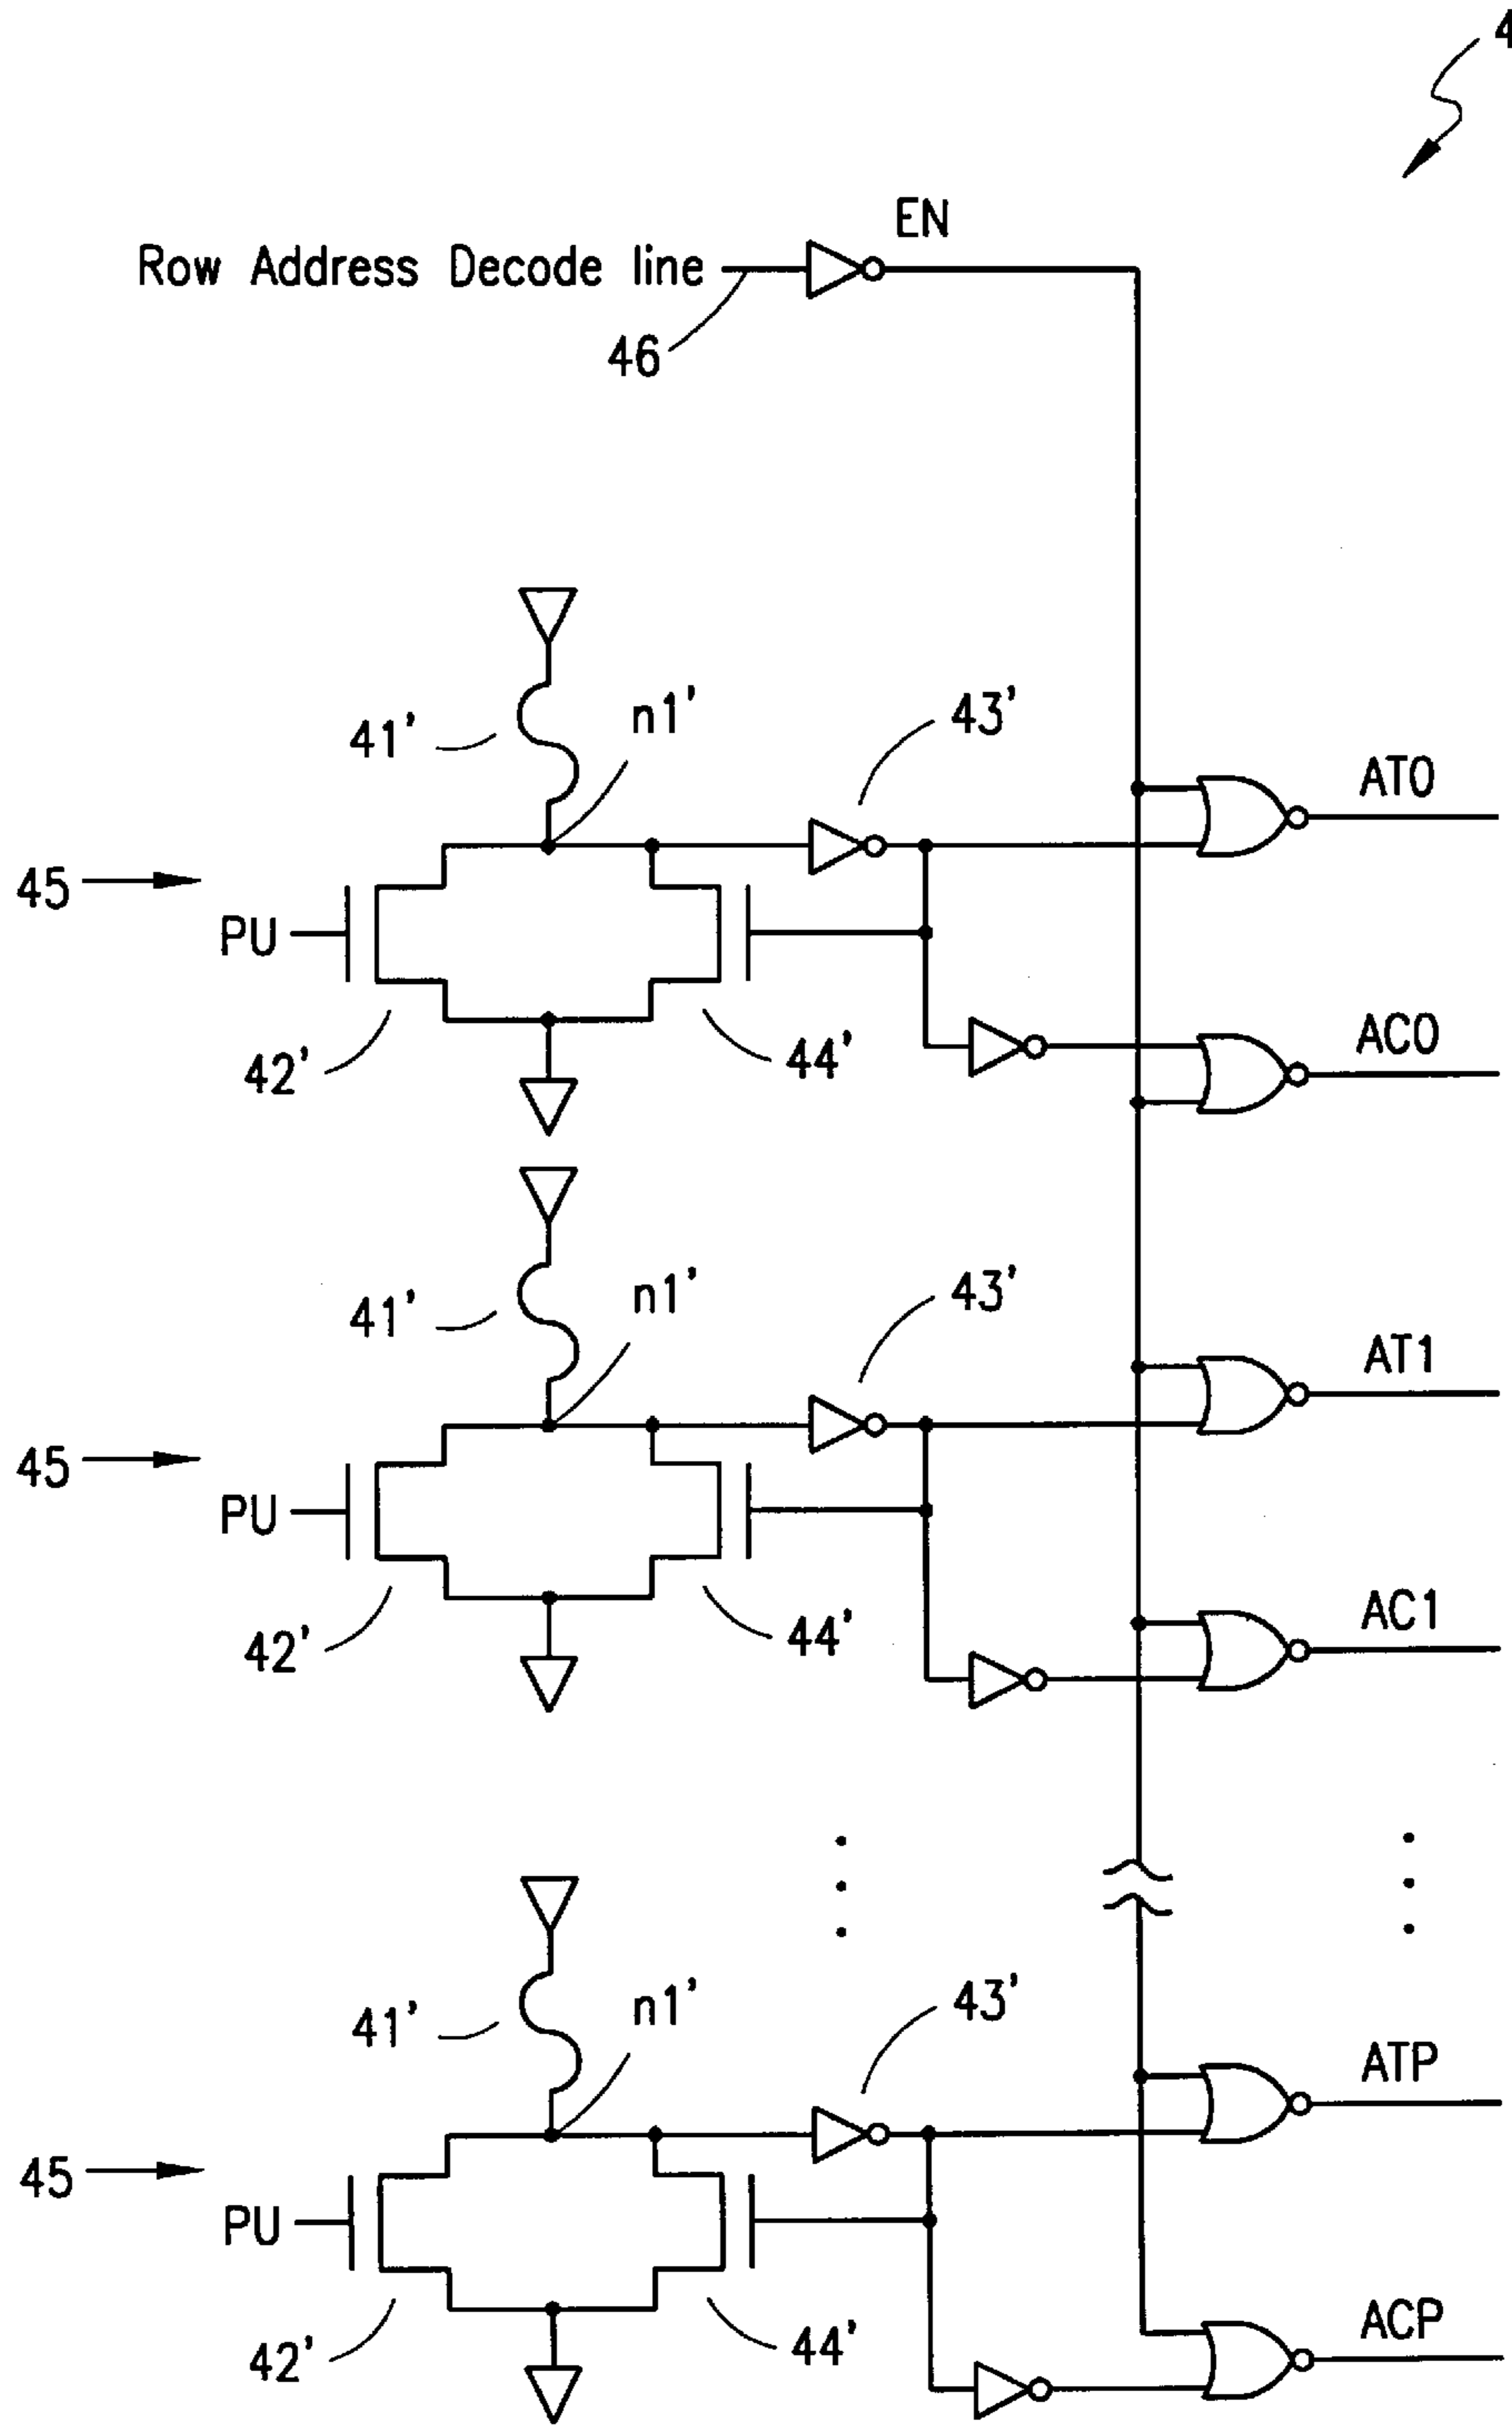 4
EN
Row Address Decode line
46
41'
n1'
43'
AT0
45
PU
42'
44'
AC0
41'
n1'
43'
AT1
45
PU
42'
44'
AC1
41'
n1'
43'
ATP
45
PU
42'
44'
ACP